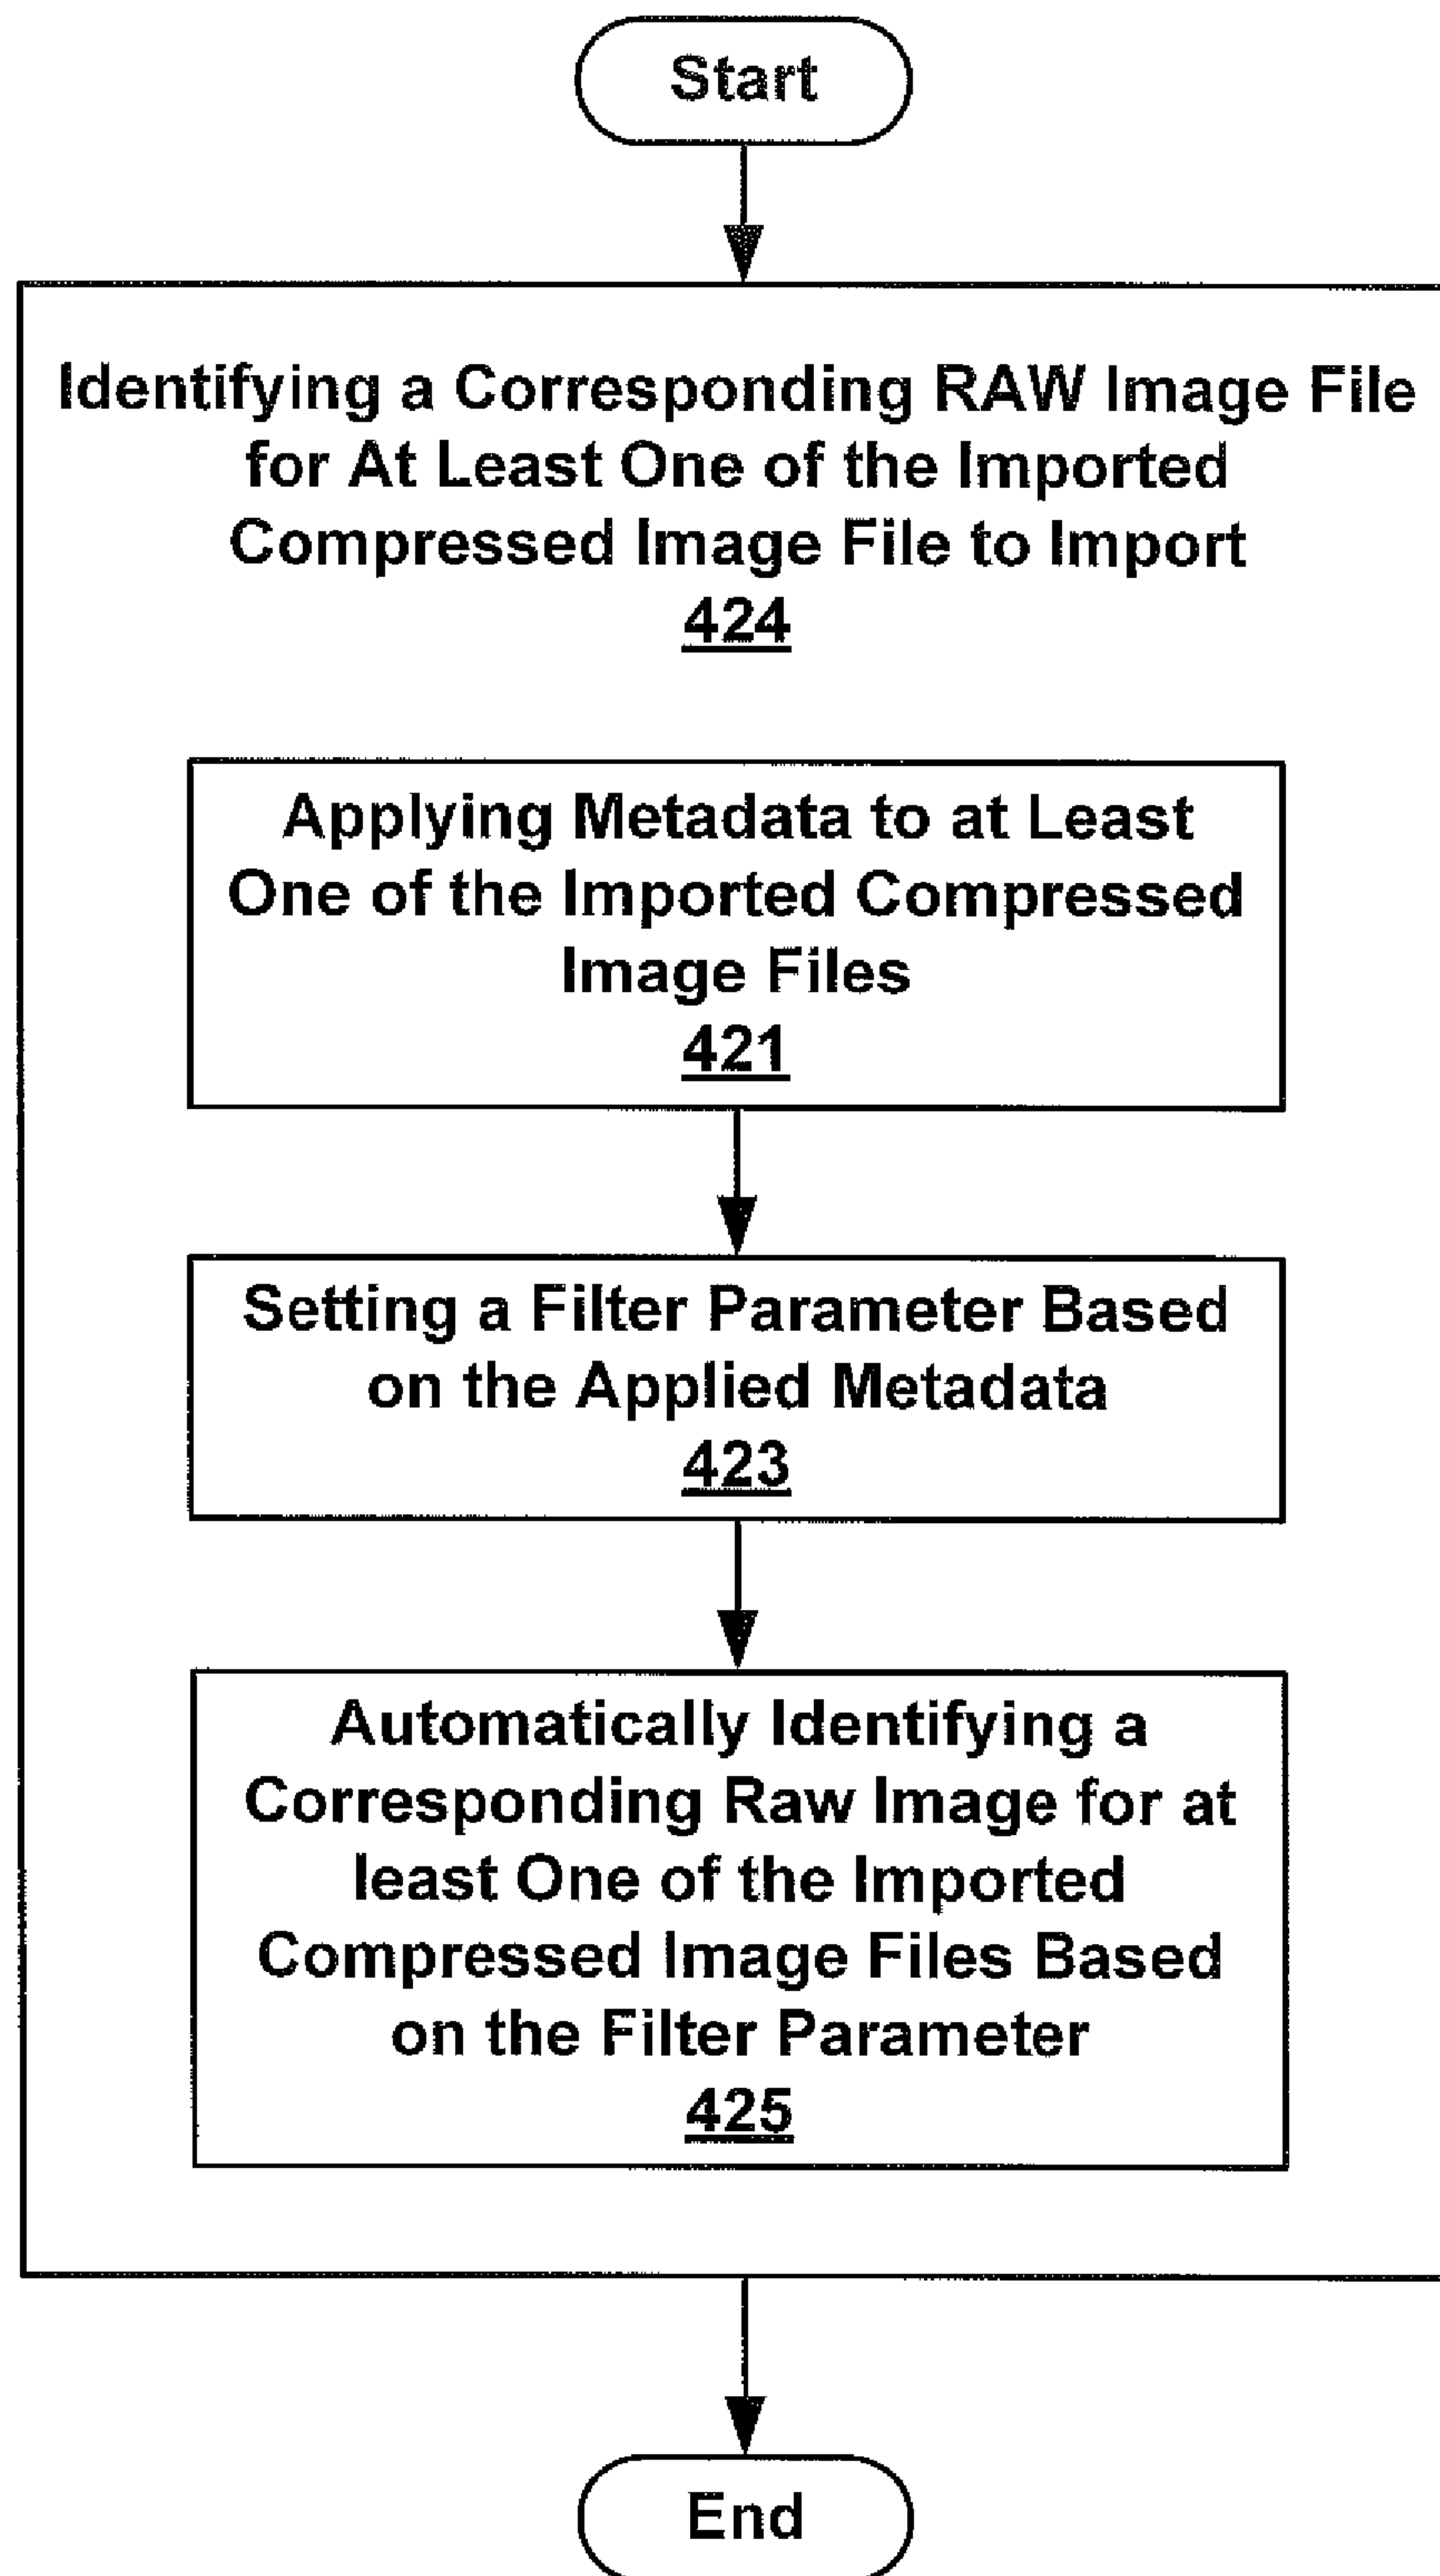 Start
Identifying a Corresponding RAW Image File
for At Least One of the Imported
Compressed Image File to Import
424
Applying Metadata to at Least
One of the Imported Compressed
Image Files
421
Setting a Filter Parameter Based
on the Applied Metadata
423
Automatically Identifying a
Corresponding Raw Image for at
least One of the Imported
Compressed Image Files Based
on the Filter Parameter
425
End